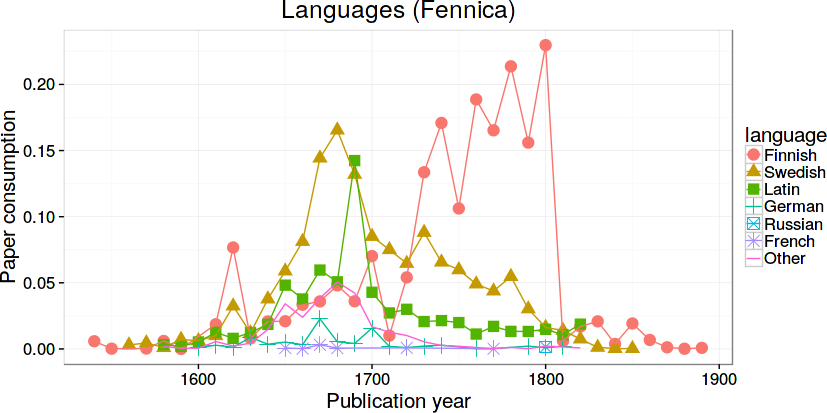 Languages (Fennica)
Paper consumption
0.20
0.15
0.10
0.05
0.00
1600
1700
1800
1900
Publication year
language
Finnish
Swedish
Latin
German
Russian
French
Other